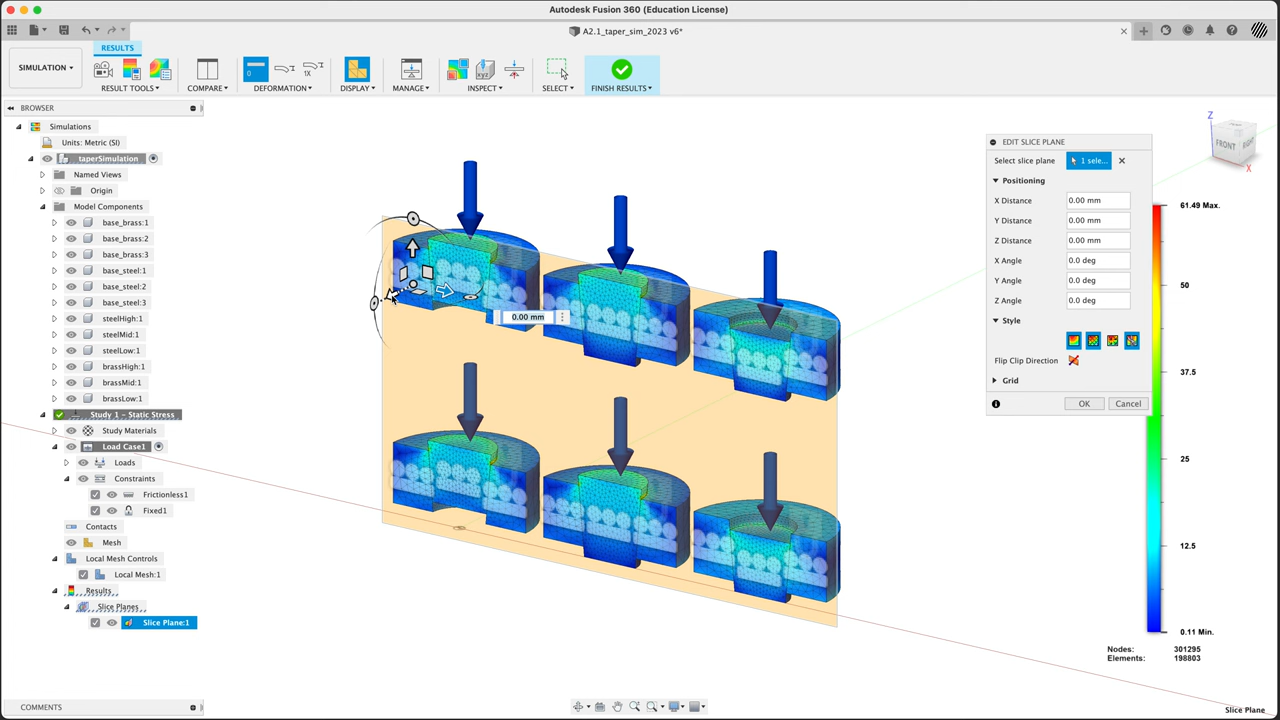 Autodesk Fusion 360 (Education License)
A2.1_taper_sim_2023 v6*
RESULTS
SIMULATION
RESULT TOOLS
COMPARE
DEFORMATION
DISPLAY
MANAGE
INSPECT
SELECT
FINISH RESULTS
BROWSER
Simulations
Units: Metric (SI)
taperSimulation
Named Views
Origin
Model Components
base_brass:1
base_brass:2
base_brass:3
base_steel:1
base_steel:2
base_steel:3
steelHigh:1
steelMid:1
steelLow:1
brassHigh:1
brassMid:1
brassLow:1
Study 1 - Static Stress
Study Materials
Load Case1
Loads
Constraints
Frictionless1
Fixed1
Contacts
Mesh
Local Mesh Controls
Local Mesh:1
Results
Slice Planes
Slice Plane:1
COMMENTS
0.00 mm
Z
FRONT
X
EDIT SLICE PLANE
Select slice plane 1 sele...
Positioning
X Distance 0.00 mm
Y Distance 0.00 mm
Z Distance 0.00 mm
X Angle 0.0 deg
Y Angle 0.0 deg
Z Angle 0.0 deg
Style
Flip Clip Direction
Grid
OK Cancel
61.49 Max.
50
37.5
25
12.5
0.11 Min.
Nodes: 301295
Elements: 198803
Slice Plane